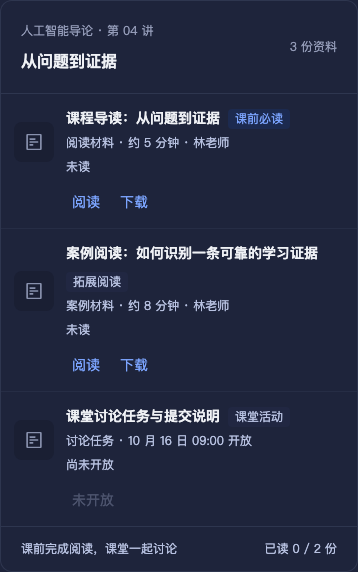 人工智能导论 · 第 04 讲
从问题到证据
3 份资料
课程导读：从问题到证据 课前必读
阅读材料 · 约 5 分钟 · 林老师
未读
阅读 下载
案例阅读：如何识别一条可靠的学习证据
拓展阅读
案例材料 · 约 8 分钟 · 林老师
未读
阅读 下载
课堂讨论任务与提交说明 课堂活动
讨论任务 · 10 月 16 日 09:00 开放
尚未开放
未开放
课前完成阅读，课堂一起讨论 已读 0 / 2 份